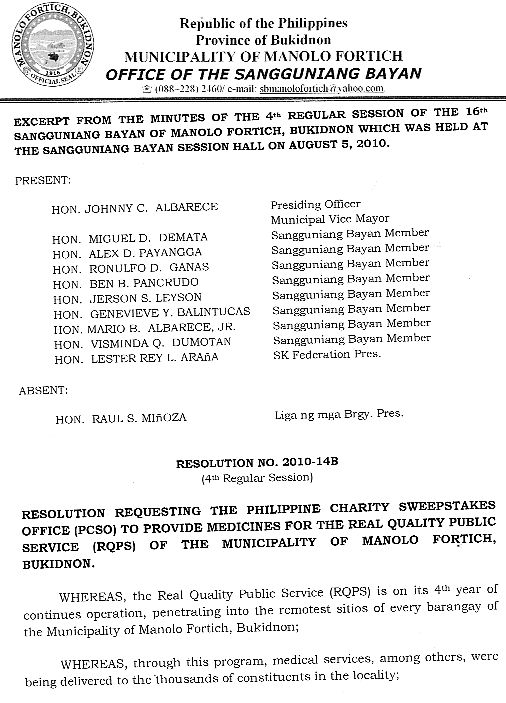 MANOLO FORTICH, BUKIDNON
OFFICIAL SEAL
Republic of the Philippines
Province of Bukidnon
MUNICIPALITY OF MANOLO FORTICH
OFFICE OF THE SANGGUNIANG BAYAN
☏ (088-228) 2460/ e-mail: sbmanolofortich@yahoo.com
EXCERPT FROM THE MINUTES OF THE 4th REGULAR SESSION OF THE 16th
SANGGUNIANG BAYAN OF MANOLO FORTICH, BUKIDNON WHICH WAS HELD AT
THE SANGGUNIANG BAYAN SESSION HALL ON AUGUST 5, 2010.
PRESENT:
HON. JOHNNY C. ALBARECE Presiding Officer
Municipal Vice Mayor
HON. MIGUEL D. DEMATA Sangguniang Bayan Member
HON. ALEX D. PAYANGGA Sangguniang Bayan Member
HON. RONULFO D. GANAS Sangguniang Bayan Member
HON. BEN H. PANCRUDO Sangguniang Bayan Member
HON. JERSON S. LEYSON Sangguniang Bayan Member
HON. GENEVIEVE Y. BALINTUCAS Sangguniang Bayan Member
HON. MARIO B. ALBARECE, JR. Sangguniang Bayan Member
HON. VISMINDA Q. DUMOTAN Sangguniang Bayan Member
HON. LESTER REY L. ARAñA SK Federation Pres.
ABSENT:
HON. RAUL S. MIñOZA Liga ng mga Brgy. Pres.
RESOLUTION NO. 2010-14B
(4th Regular Session)
RESOLUTION REQUESTING THE PHILIPPINE CHARITY SWEEPSTAKES
OFFICE (PCSO) TO PROVIDE MEDICINES FOR THE REAL QUALITY PUBLIC
SERVICE (RQPS) OF THE MUNICIPALITY OF MANOLO FORTICH,
BUKIDNON.
WHEREAS, the Real Quality Public Service (RQPS) is on its 4th year of
continues operation, penetrating into the remotest sitios of every barangay of
the Municipality of Manolo Fortich, Bukidnon;
WHEREAS, through this program, medical services, among others, were
being delivered to the thousands of constituents in the locality;